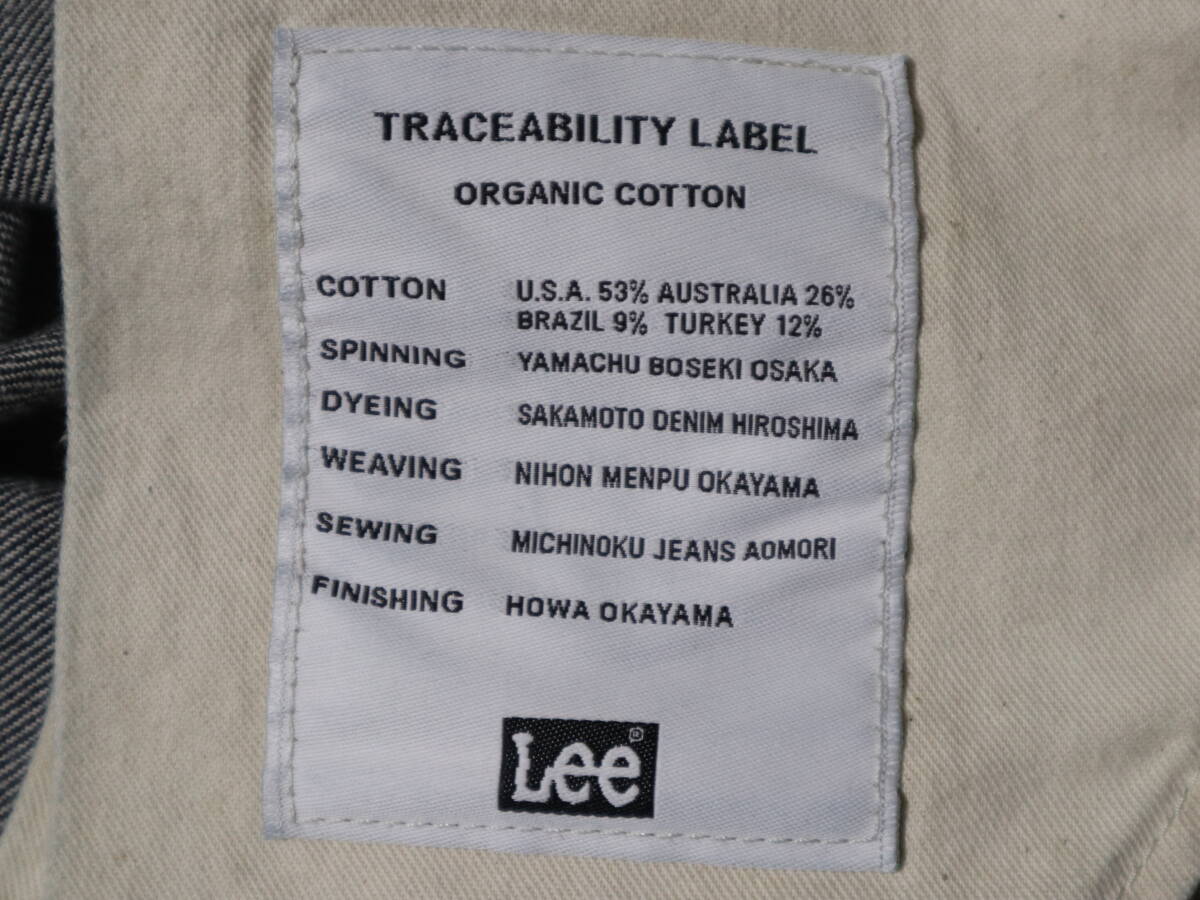 TRACEABILITY LABEL
ORGANIC COTTON
COTTON U.S.A. 53% AUSTRALIA 26%
BRAZIL 9% TURKEY 12%
SPINNING YAMACHU BOSEKI OSAKA
DYEING SAKAMOTO DENIM HIROSHIMA
WEAVING NIHON MENPU OKAYAMA
SEWING MICHINOKU JEANS AOMORI
FINISHING HOWA OKAYAMA
Lee®